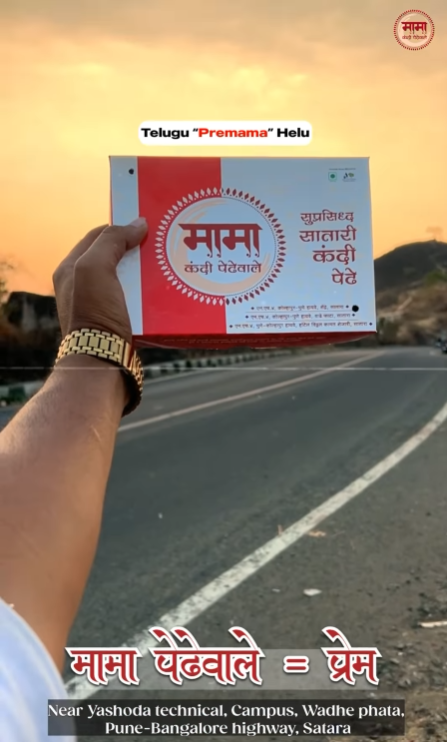 मामा
कंदी पेढेवाले
Telugu “Premama” Helu
मामा
कंदी पेढेवाले
सुप्रसिध्द
सातारी
कंदी
पेढे
मामा पेढेवाले = प्रेम
Near Yashoda technical, Campus, Wadhe phata,
Pune-Bangalore highway, Satara